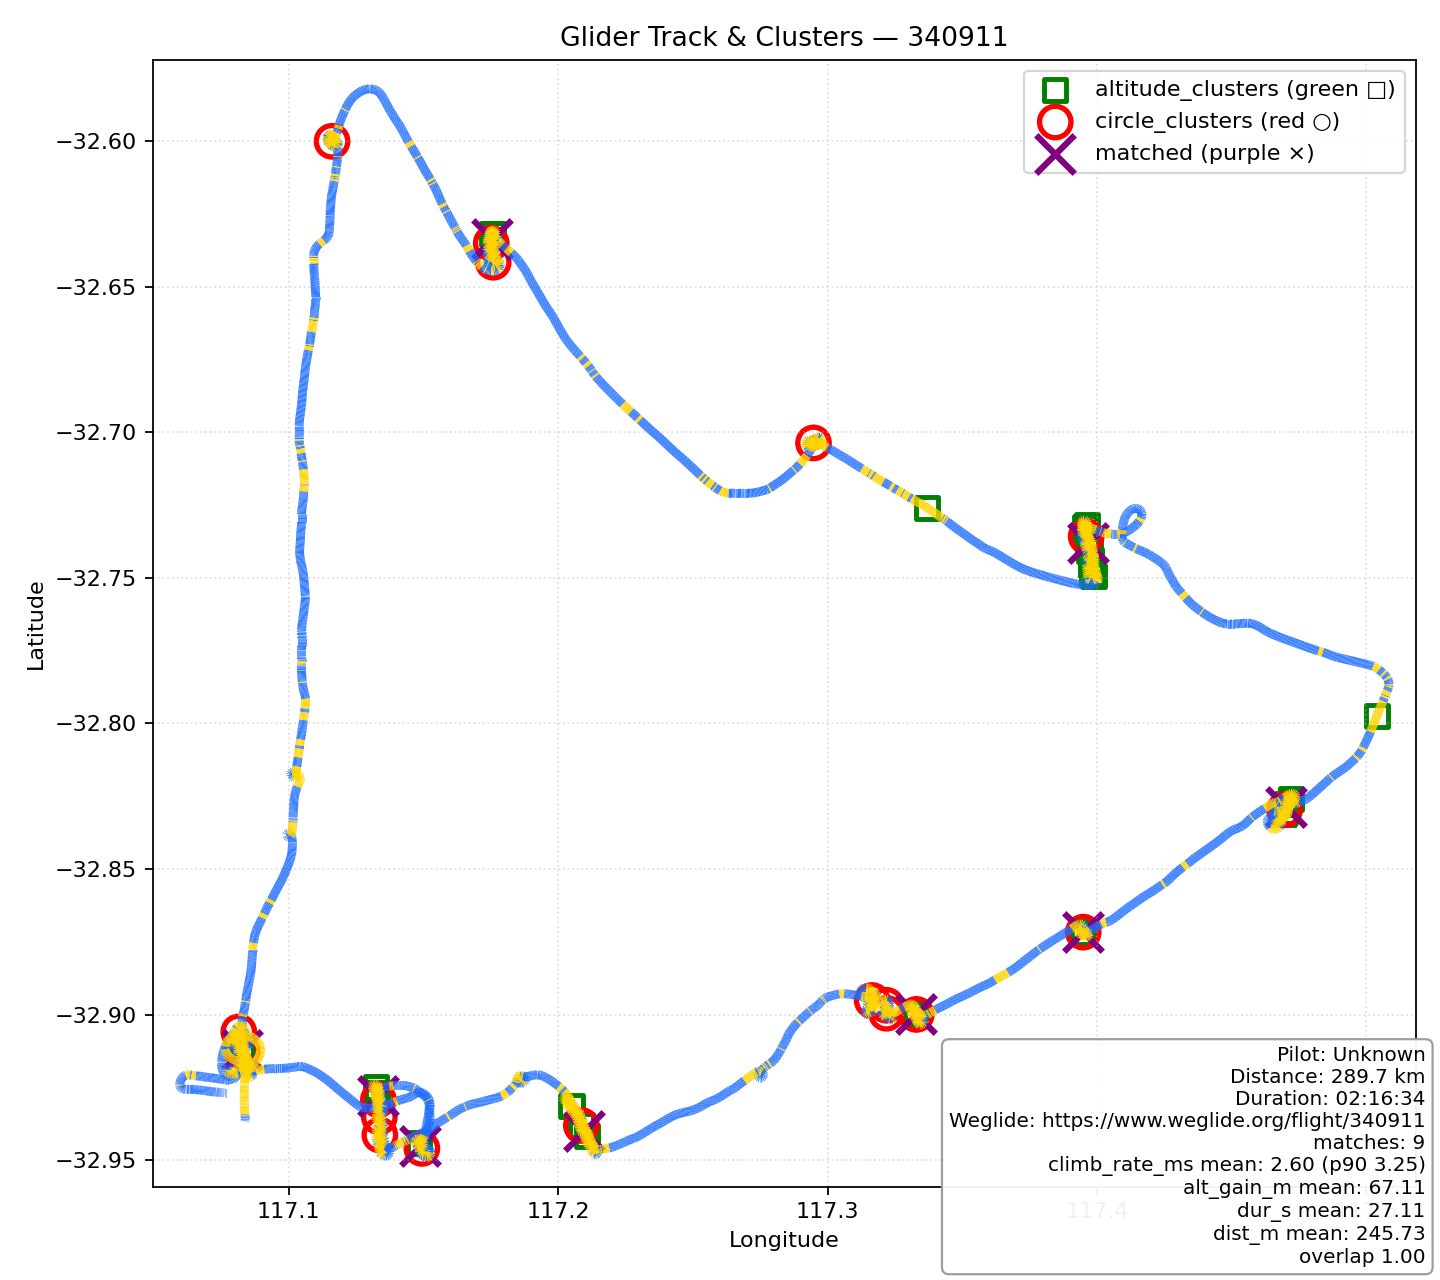 Glider Track & Clusters — 340911
altitude_clusters (green □)
circle_clusters (red ○)
matched (purple ×)
−32.60
−32.65
−32.70
−32.75
−32.80
−32.85
−32.90
−32.95
Latitude
117.1
117.2
117.3
117.4
Longitude
Pilot: Unknown
Distance: 289.7 km
Duration: 02:16:34
Weglide: https://www.weglide.org/flight/340911
matches: 9
climb_rate_ms mean: 2.60 (p90 3.25)
alt_gain_m mean: 67.11
dur_s mean: 27.11
dist_m mean: 245.73
overlap 1.00